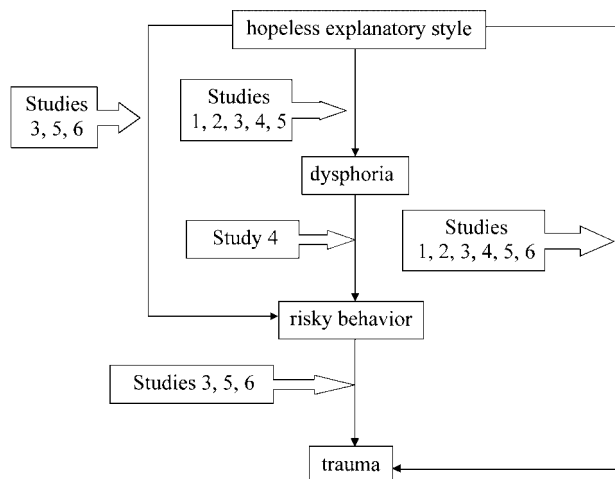 hopeless explanatory style
Studies
3, 5, 6
Studies
1, 2, 3, 4, 5
dysphoria
Study 4
Studies
1, 2, 3, 4, 5, 6
risky behavior
Studies 3, 5, 6
trauma